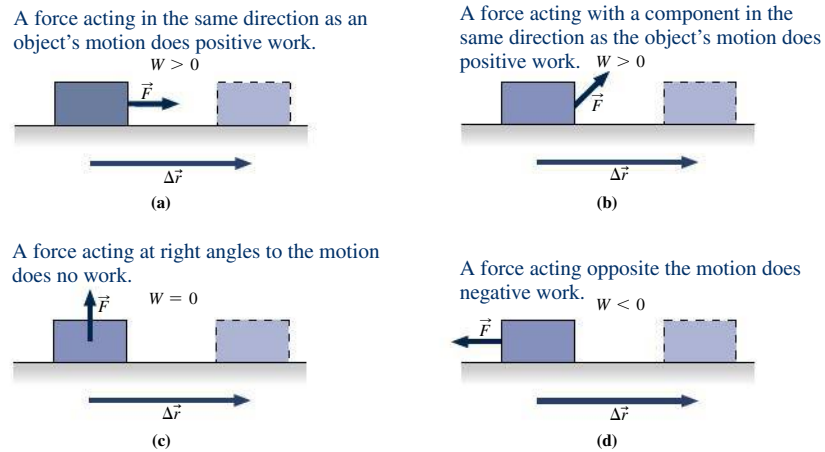 A force acting in the same direction as an
object's motion does positive work.
W > 0
F⃗
Δr⃗
(a)
A force acting with a component in the
same direction as the object's motion does
positive work. W > 0
F⃗
Δr⃗
(b)
A force acting at right angles to the motion
does no work.
W = 0
F⃗
Δr⃗
(c)
A force acting opposite the motion does
negative work. W < 0
F⃗
Δr⃗
(d)